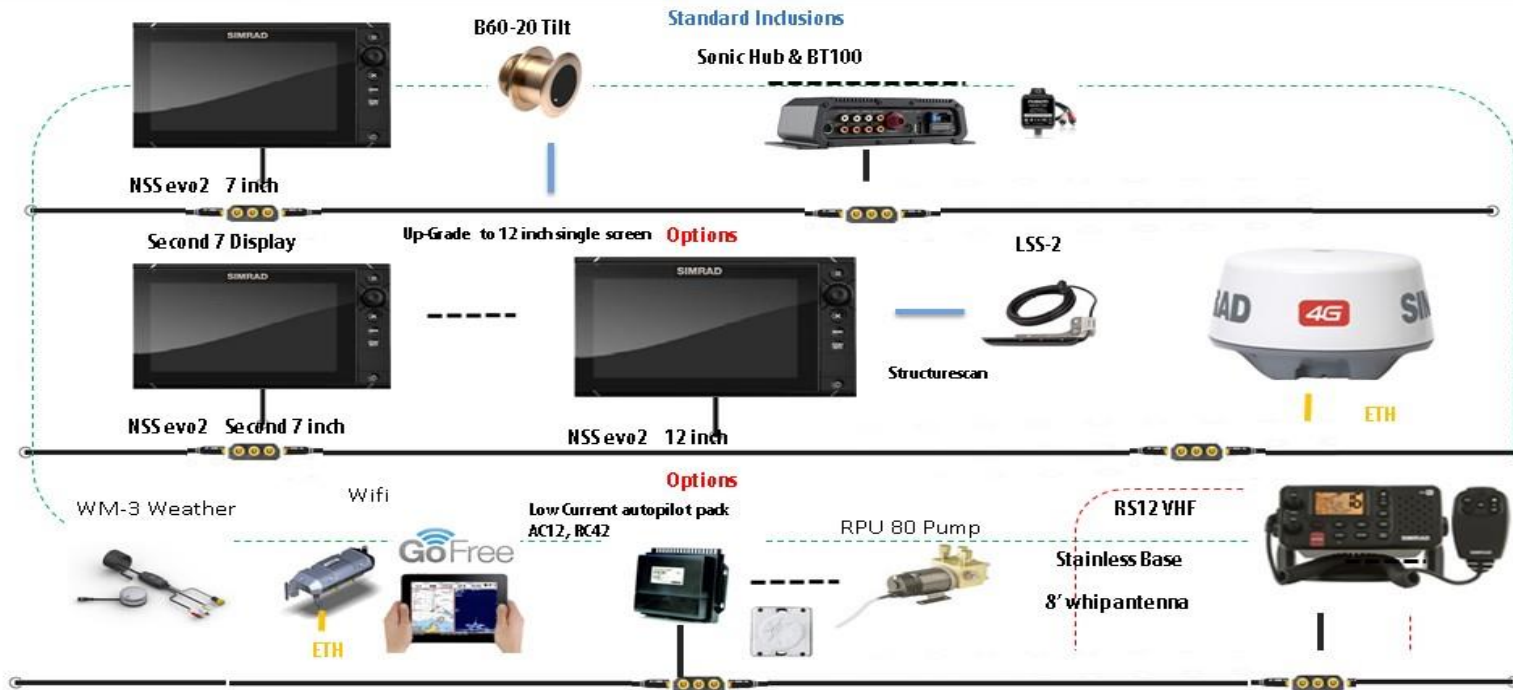 Standard Inclusions
B60-20 Tilt
Sonic Hub & BT100
SIMRAD
NSS evo2 7 inch
Second 7 Display
Up-Grade to 12 inch single screen Options
LSS-2
SIMRAD
SIMRAD
4G
Structurescan
ETH
NSS evo2 Second 7 inch
NSS evo2 12 inch
Options
WM-3 Weather
Wifi
GoFree
Low Current autopilot pack
AC12, RC42
RPU 80 Pump
RS12 VHF
Stainless Base
8' whip antenna
SIMRAD
ETH